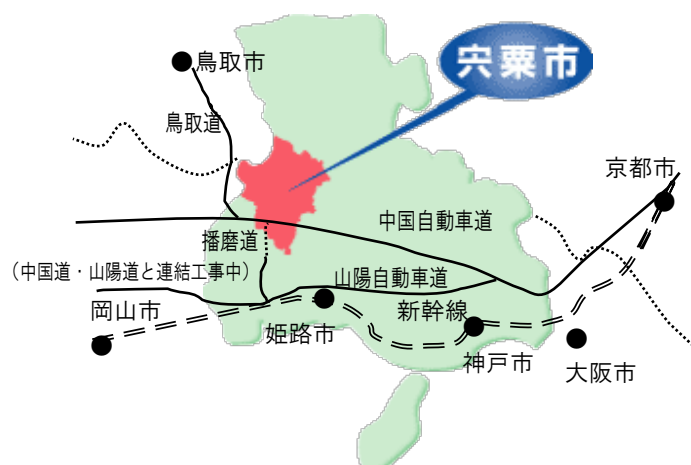 宍粟市
鳥取市
鳥取道
京都市
中国自動車道
播磨道
（中国道・山陽道と連結工事中）
山陽自動車道
岡山市
新幹線
姫路市
神戸市
大阪市